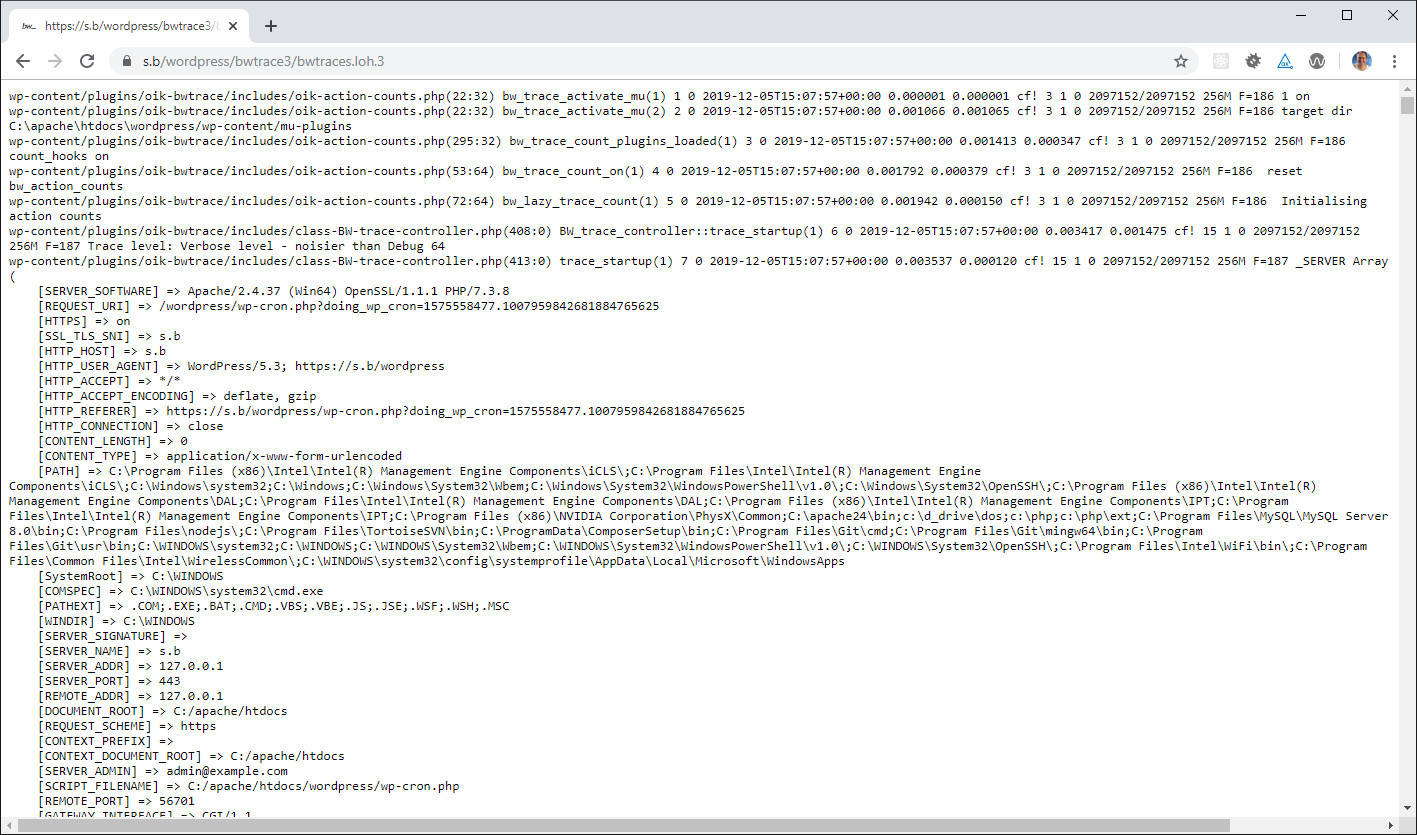 https://s.b/wordpress/bwtrace3/
s.b/wordpress/bwtrace3/bwtraces.loh.3
wp-content/plugins/oik-bwtrace/includes/oik-action-counts.php(22:32) bw_trace_activate_mu(1) 1 0 2019-12-05T15:07:57+00:00 0.000001 0.000001 cf! 3 1 0 2097152/2097152 256M F=186 1 on
wp-content/plugins/oik-bwtrace/includes/oik-action-counts.php(22:32) bw_trace_activate_mu(2) 2 0 2019-12-05T15:07:57+00:00 0.001066 0.001065 cf! 3 1 0 2097152/2097152 256M F=186 target dir
C:\apache\htdocs\wordpress/wp-content/mu-plugins
wp-content/plugins/oik-bwtrace/includes/oik-action-counts.php(295:32) bw_trace_count_plugins_loaded(1) 3 0 2019-12-05T15:07:57+00:00 0.001413 0.000347 cf! 3 1 0 2097152/2097152 256M F=186
count_hooks on
wp-content/plugins/oik-bwtrace/includes/oik-action-counts.php(53:64) bw_trace_count_on(1) 4 0 2019-12-05T15:07:57+00:00 0.001792 0.000379 cf! 3 1 0 2097152/2097152 256M F=186  reset
bw_action_counts
wp-content/plugins/oik-bwtrace/includes/oik-action-counts.php(72:64) bw_lazy_trace_count(1) 5 0 2019-12-05T15:07:57+00:00 0.001942 0.000150 cf! 3 1 0 2097152/2097152 256M F=186  Initialising
action counts
wp-content/plugins/oik-bwtrace/includes/class-BW-trace-controller.php(408:0) BW_trace_controller::trace_startup(1) 6 0 2019-12-05T15:07:57+00:00 0.003417 0.001475 cf! 15 1 0 2097152/2097152
256M F=187 Trace level: Verbose level - noisier than Debug 64
wp-content/plugins/oik-bwtrace/includes/class-BW-trace-controller.php(413:0) trace_startup(1) 7 0 2019-12-05T15:07:57+00:00 0.003537 0.000120 cf! 15 1 0 2097152/2097152 256M F=187 _SERVER Array
(
[SERVER_SOFTWARE] => Apache/2.4.37 (Win64) OpenSSL/1.1.1 PHP/7.3.8
[REQUEST_URI] => /wordpress/wp-cron.php?doing_wp_cron=1575558477.1007959842681884765625
[HTTPS] => on
[SSL_TLS_SNI] => s.b
[HTTP_HOST] => s.b
[HTTP_USER_AGENT] => WordPress/5.3; https://s.b/wordpress
[HTTP_ACCEPT] => */*
[HTTP_ACCEPT_ENCODING] => deflate, gzip
[HTTP_REFERER] => https://s.b/wordpress/wp-cron.php?doing_wp_cron=1575558477.1007959842681884765625
[HTTP_CONNECTION] => close
[CONTENT_LENGTH] => 0
[CONTENT_TYPE] => application/x-www-form-urlencoded
[PATH] => C:\Program Files (x86)\Intel\Intel(R) Management Engine Components\iCLS\;C:\Program Files\Intel\Intel(R) Management Engine
Components\iCLS\;C:\Windows\system32;C:\Windows;C:\Windows\System32\Wbem;C:\Windows\System32\WindowsPowerShell\v1.0\;C:\Windows\System32\OpenSSH\;C:\Program Files (x86)\Intel\Intel(R)
Management Engine Components\DAL;C:\Program Files\Intel\Intel(R) Management Engine Components\DAL;C:\Program Files (x86)\Intel\Intel(R) Management Engine Components\IPT;C:\Program
Files\Intel\Intel(R) Management Engine Components\IPT;C:\Program Files (x86)\NVIDIA Corporation\PhysX\Common;C:\apache24\bin;c:\d_drive\dos;c:\php;c:\php\ext;C:\Program Files\MySQL\MySQL Server
8.0\bin;C:\Program Files\nodejs\;C:\Program Files\TortoiseSVN\bin;C:\ProgramData\ComposerSetup\bin;C:\Program Files\Git\cmd;C:\Program Files\Git\mingw64\bin;C:\Program
Files\Git\usr\bin;C:\WINDOWS\system32;C:\WINDOWS;C:\WINDOWS\System32\Wbem;C:\WINDOWS\System32\WindowsPowerShell\v1.0\;C:\WINDOWS\System32\OpenSSH\;C:\Program Files\Intel\WiFi\bin\;C:\Program
Files\Common Files\Intel\WirelessCommon\;C:\WINDOWS\system32\config\systemprofile\AppData\Local\Microsoft\WindowsApps
[SystemRoot] => C:\WINDOWS
[COMSPEC] => C:\WINDOWS\system32\cmd.exe
[PATHEXT] => .COM;.EXE;.BAT;.CMD;.VBS;.VBE;.JS;.JSE;.WSF;.WSH;.MSC
[WINDIR] => C:\WINDOWS
[SERVER_SIGNATURE] =>
[SERVER_NAME] => s.b
[SERVER_ADDR] => 127.0.0.1
[SERVER_PORT] => 443
[REMOTE_ADDR] => 127.0.0.1
[DOCUMENT_ROOT] => C:/apache/htdocs
[REQUEST_SCHEME] => https
[CONTEXT_PREFIX] =>
[CONTEXT_DOCUMENT_ROOT] => C:/apache/htdocs
[SERVER_ADMIN] => admin@example.com
[SCRIPT_FILENAME] => C:/apache/htdocs/wordpress/wp-cron.php
[REMOTE_PORT] => 56701
[GATEWAY_INTERFACE] => CGI/1.1